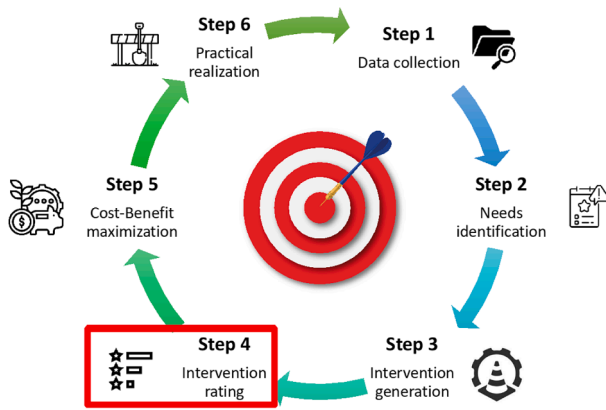 Step 1
Data collection
Step 2
Needs
identification
Step 3
Intervention
generation
Step 4
Intervention
rating
Step 5
Cost-Benefit
maximization
Step 6
Practical
realization
$